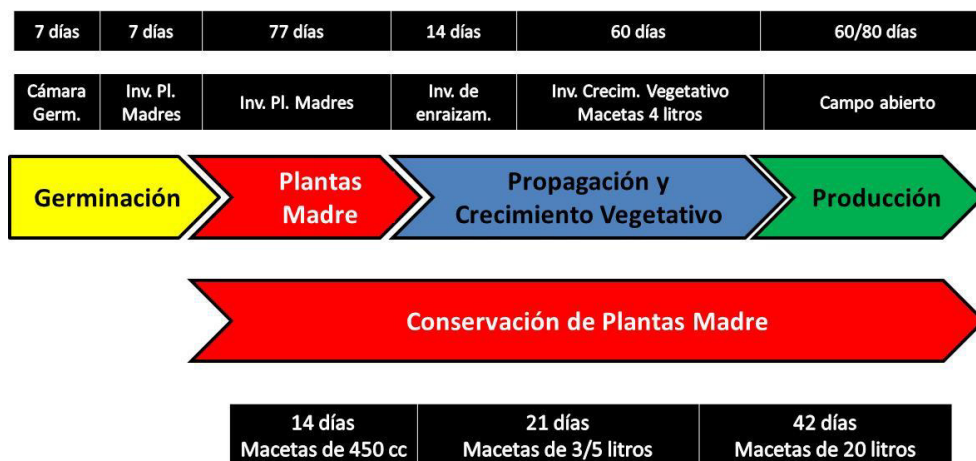 7 días
7 días
77 días
14 días
60 días
60/80 días
Cámara
Germ.
Inv. Pl.
Madres
Inv. Pl. Madres
Inv. de
enraizam.
Inv. Crecim. Vegetativo
Macetas 4 litros
Campo abierto
Germinación
Plantas
Madre
Propagación y
Crecimiento Vegetativo
Producción
Conservación de Plantas Madre
14 días
Macetas de 450 cc
21 días
Macetas de 3/5 litros
42 días
Macetas de 20 litros